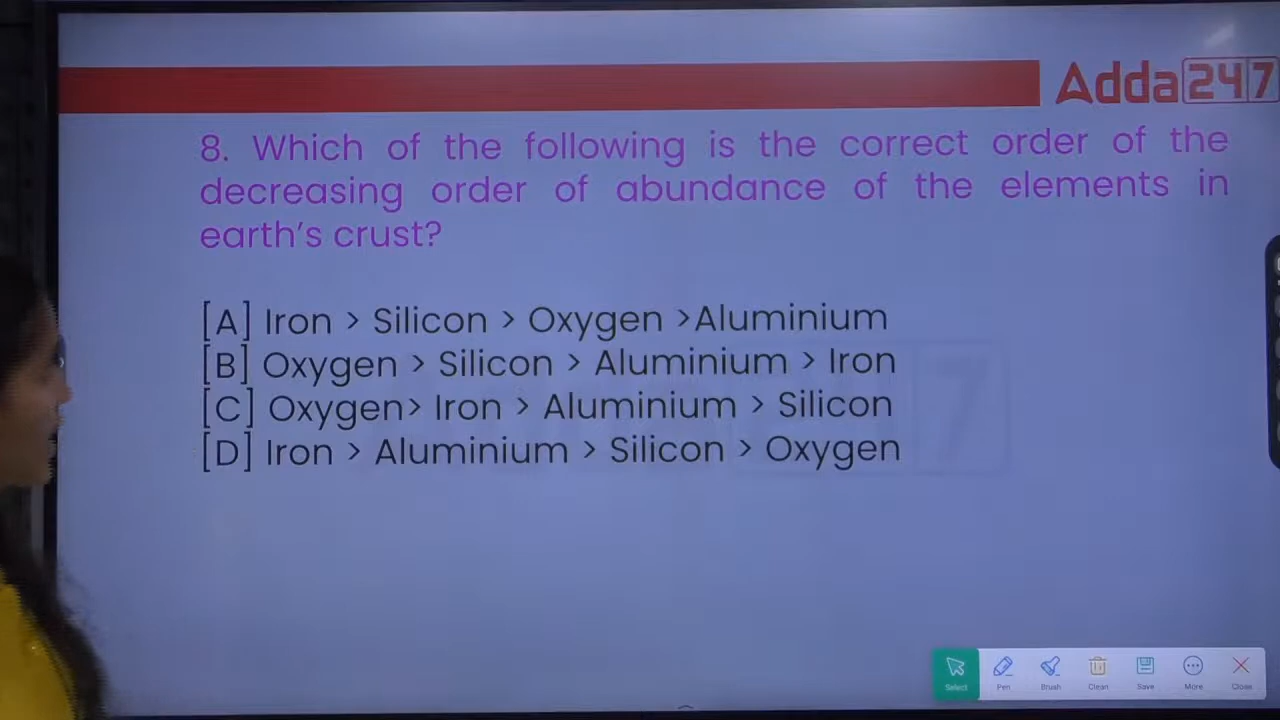 Adda247
8. Which of the following is the correct order of the
decreasing order of abundance of the elements in
earth's crust?
[A] Iron > Silicon > Oxygen >Aluminium
[B] Oxygen > Silicon > Aluminium > Iron
[C] Oxygen> Iron > Aluminium > Silicon
[D] Iron > Aluminium > Silicon > Oxygen
Select Pen Brush Clean Save More Close